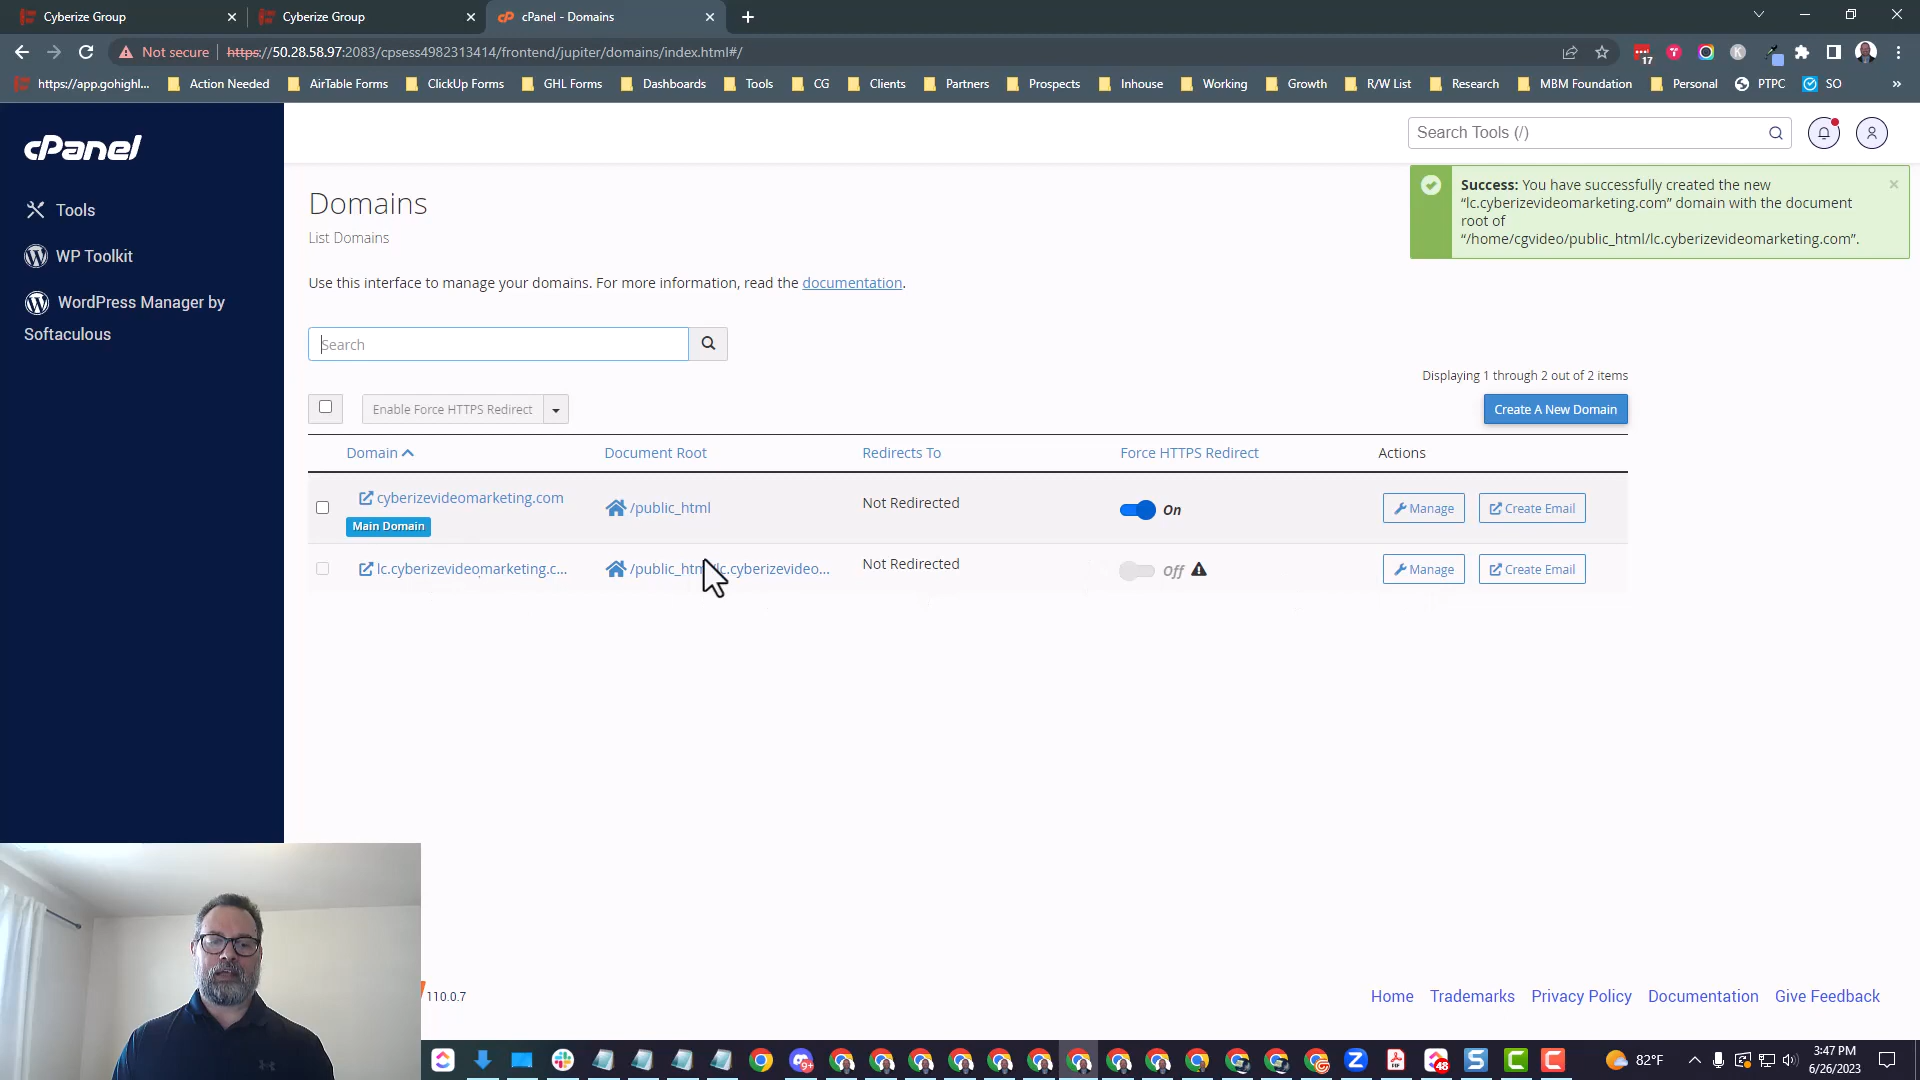 Cyberize Group
Cyberize Group
cPanel - Domains
Not secure
https://50.28.58.97:2083/cpsess4982313414/frontend/jupiter/domains/index.html#/
17
https://app.gohighl...
Action Needed
AirTable Forms
ClickUp Forms
GHL Forms
Dashboards
Tools
CG
Clients
Partners
Prospects
Inhouse
Working
Growth
R/W List
Research
MBM Foundation
Personal
PTPC
SO
»
cPanel
Search Tools (/)
Tools
WP Toolkit
WordPress Manager by
Softaculous
Success: You have successfully created the new
“lc.cyberizevideomarketing.com” domain with the document
root of
“/home/cgvideo/public_html/lc.cyberizevideomarketing.com”.
Domains
List Domains
Use this interface to manage your domains. For more information, read the documentation.
Search
Displaying 1 through 2 out of 2 items
Enable Force HTTPS Redirect
Create A New Domain
Domain
Document Root
Redirects To
Force HTTPS Redirect
Actions
cyberizevideomarketing.com
Main Domain
/public_html
Not Redirected
On
Manage
Create Email
lc.cyberizevideomarketing.c...
/public_html/lc.cyberizevideo...
Not Redirected
Off
Manage
Create Email
110.0.7
Home
Trademarks
Privacy Policy
Documentation
Give Feedback
9+
48
82°F
3:47 PM
6/26/2023